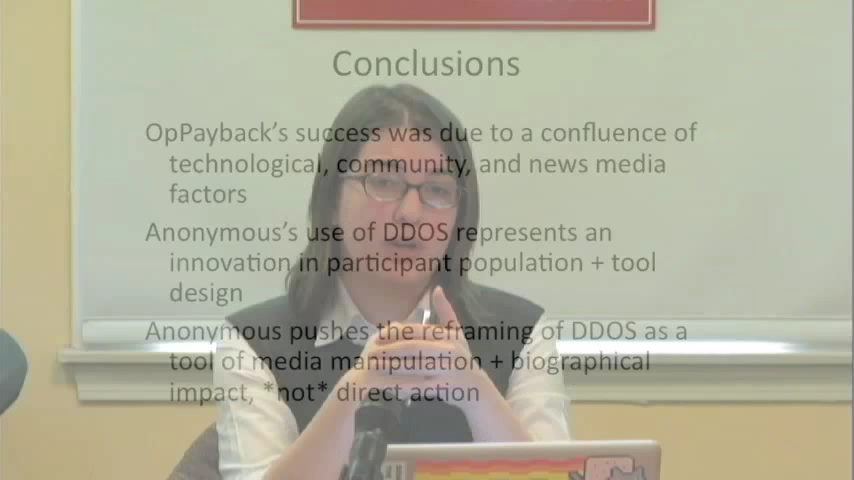 Conclusions
OpPayback's success was due to a confluence of
technological, community, and news media
factors
Anonymous's use of DDOS represents an
innovation in participant population + tool
design
Anonymous pushes the reframing of DDOS as a
tool of media manipulation + biographical
impact, *not* direct action